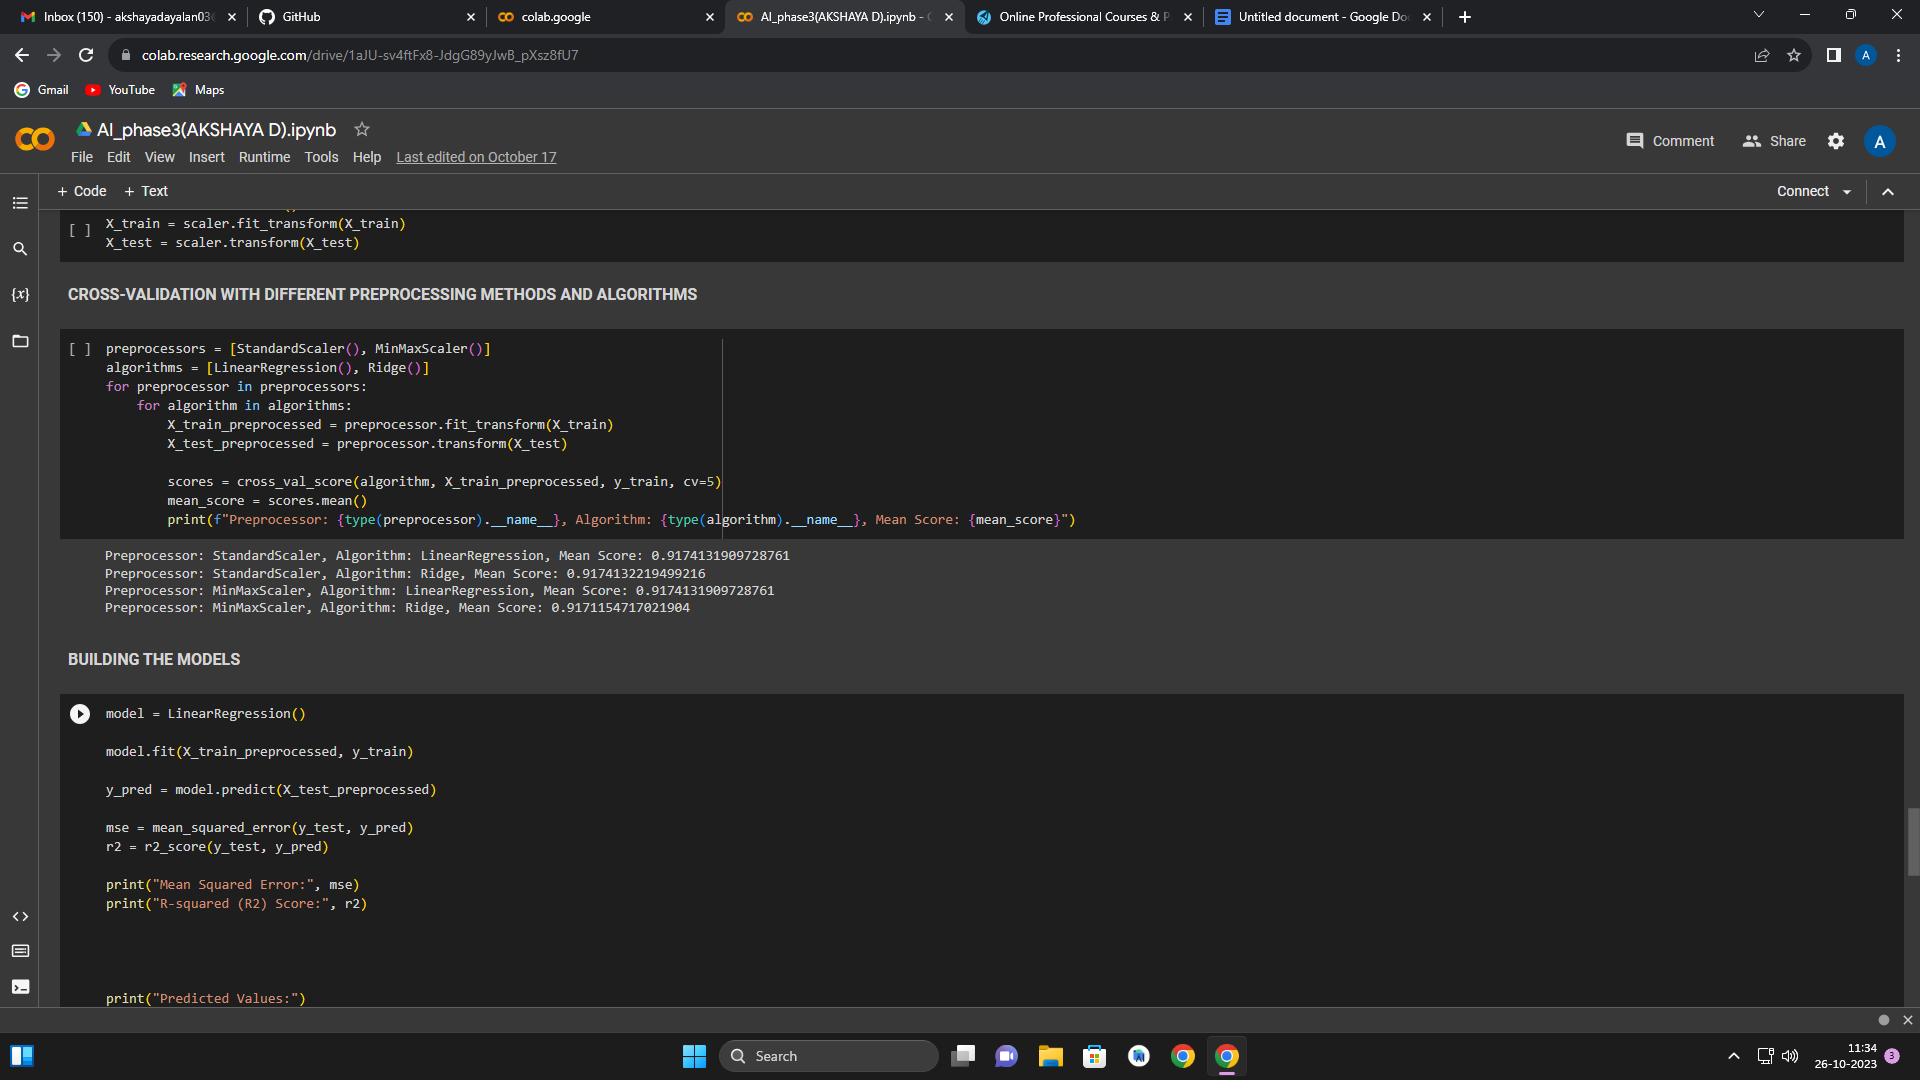 Inbox (150) - akshayadayalan03
GitHub
colab.google
AI_phase3(AKSHAYA D).ipynb -
Online Professional Courses &
Untitled document - Google Do
colab.research.google.com/drive/1aJU-sv4ftFx8-JdgG89yJwB_pXsz8fU7
A
Gmail
YouTube
Maps
AI_phase3(AKSHAYA D).ipynb
File Edit View Insert Runtime Tools Help Last edited on October 17
Comment
Share
A
+ Code + Text
Connect
X_train = scaler.fit_transform(X_train)
[ ]
X_test = scaler.transform(X_test)
{x}
CROSS-VALIDATION WITH DIFFERENT PREPROCESSING METHODS AND ALGORITHMS
[ ] preprocessors = [StandardScaler(), MinMaxScaler()]
algorithms = [LinearRegression(), Ridge()]
for preprocessor in preprocessors:
for algorithm in algorithms:
X_train_preprocessed = preprocessor.fit_transform(X_train)
X_test_preprocessed = preprocessor.transform(X_test)
scores = cross_val_score(algorithm, X_train_preprocessed, y_train, cv=5)
mean_score = scores.mean()
print(f"Preprocessor: {type(preprocessor).__name__}, Algorithm: {type(algorithm).__name__}, Mean Score: {mean_score}")
Preprocessor: StandardScaler, Algorithm: LinearRegression, Mean Score: 0.9174131909728761
Preprocessor: StandardScaler, Algorithm: Ridge, Mean Score: 0.9174132219499216
Preprocessor: MinMaxScaler, Algorithm: LinearRegression, Mean Score: 0.9174131909728761
Preprocessor: MinMaxScaler, Algorithm: Ridge, Mean Score: 0.9171154717021904
BUILDING THE MODELS
model = LinearRegression()
model.fit(X_train_preprocessed, y_train)
y_pred = model.predict(X_test_preprocessed)
mse = mean_squared_error(y_test, y_pred)
r2 = r2_score(y_test, y_pred)
print("Mean Squared Error:", mse)
print("R-squared (R2) Score:", r2)
print("Predicted Values:")
Search
11:34
26-10-2023
3